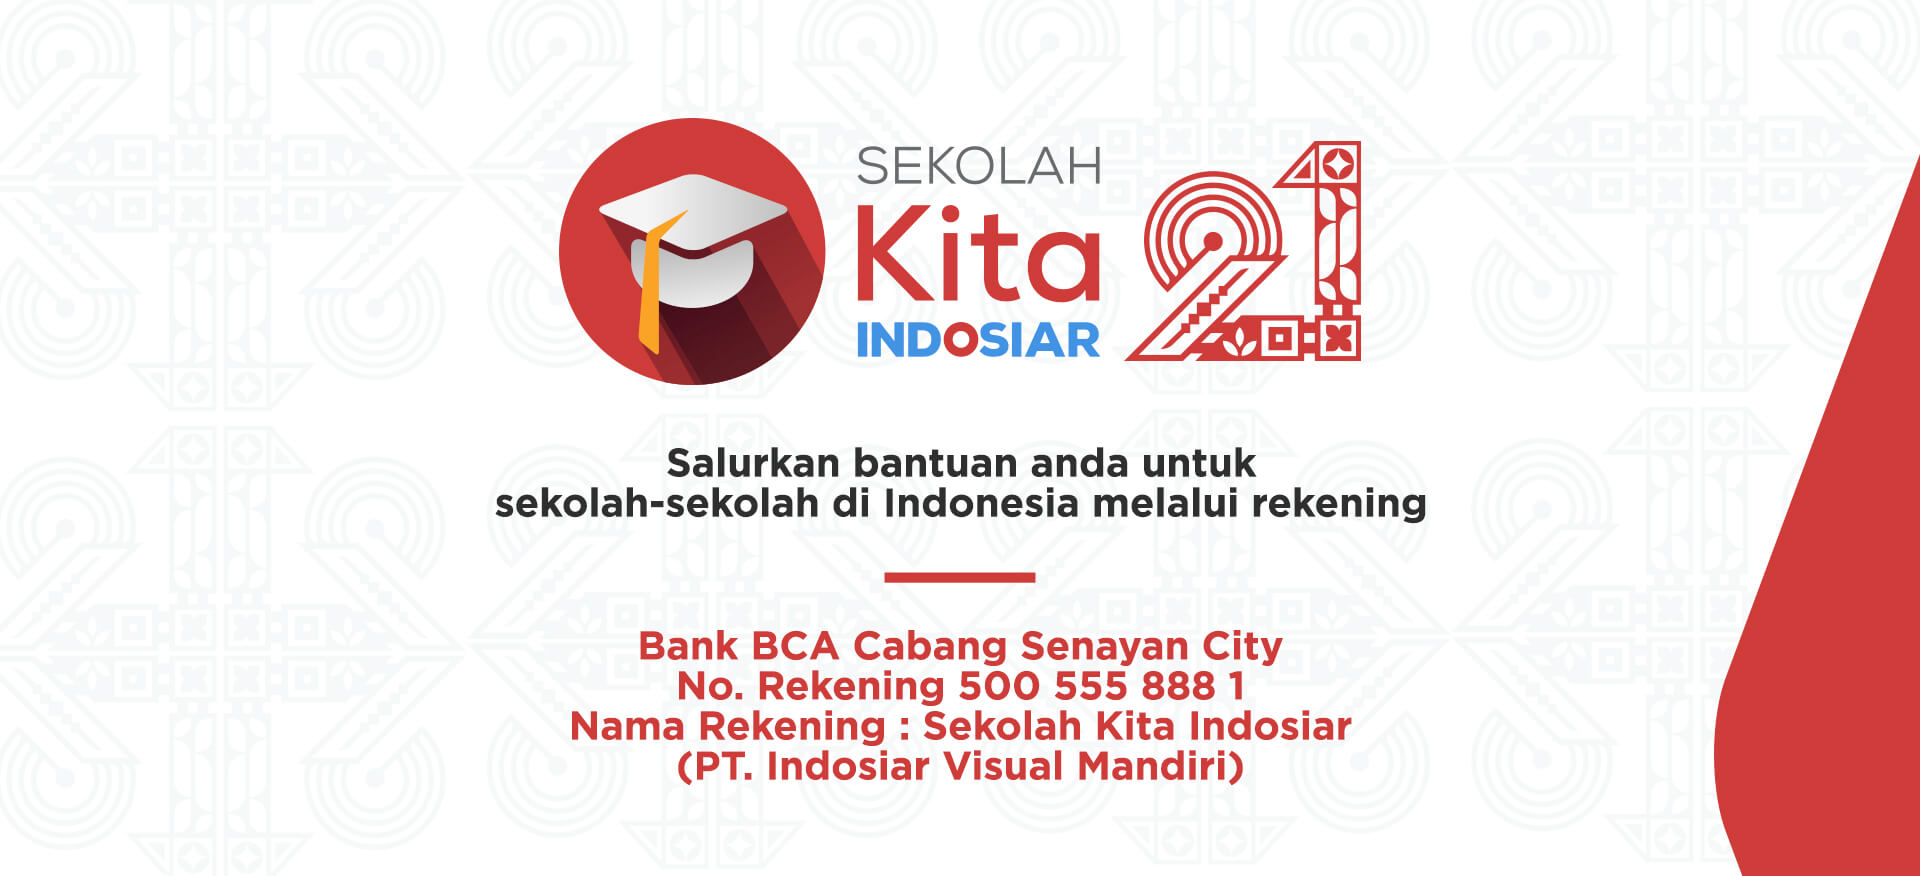 SEKOLAH
Kita
INDOSIAR
21
Salurkan bantuan anda untuk
sekolah-sekolah di Indonesia melalui rekening
Bank BCA Cabang Senayan City
No. Rekening 500 555 888 1
Nama Rekening : Sekolah Kita Indosiar
(PT. Indosiar Visual Mandiri)